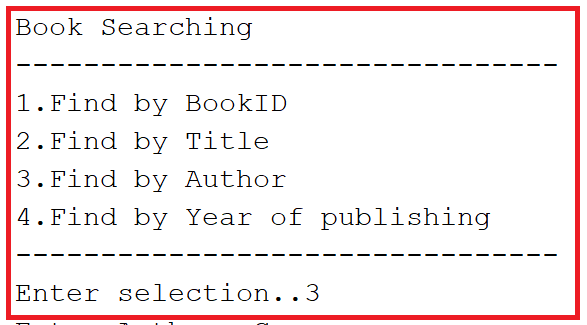 Book Searching
--------------------------------
1.Find by BookID
2.Find by Title
3.Find by Author
4.Find by Year of publishing
--------------------------------
Enter selection..3